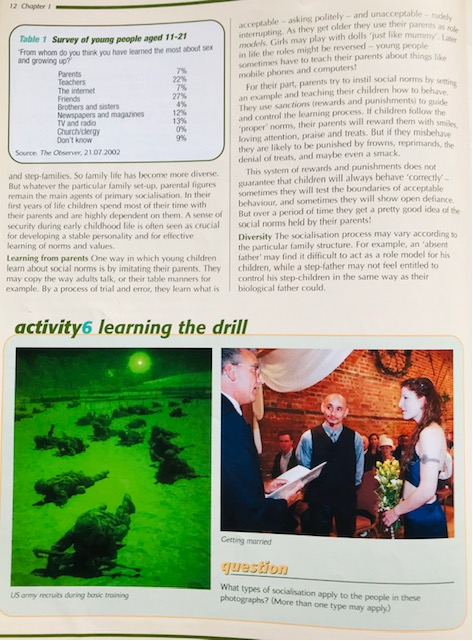 12 Chapter 1
Table 1 Survey of young people aged 11-21
'From whom do you think you have learned the most about sex
and growing up?'
Parents 7%
Teachers 22%
The internet 7%
Friends 27%
Brothers and sisters 4%
Newspapers and magazines 12%
TV and radio 13%
Church/clergy 0%
Don't know 9%
Source: The Observer, 21.07.2002
and step-families. So family life has become more diverse.
But whatever the particular family set-up, parental figures
remain the main agents of primary socialisation. In their
first years of life children spend most of their time with
their parents and are highly dependent on them. A sense of
security during early childhood life is often seen as crucial
for developing a stable personality and for effective
learning of norms and values.
Learning from parents One way in which young children
learn about social norms is by imitating their parents. They
may copy the way adults talk, or their table manners for
example. By a process of trial and error, they learn what is
acceptable – asking politely – and unacceptable – rudely
interrupting. As they get older they use their parents as role
models. Girls may play with dolls 'just like mummy'. Later
in life the roles might be reversed – young people
sometimes have to teach their parents about things like
mobile phones and computers!
For their part, parents try to instil social norms by setting
an example and teaching their children how to behave.
They use sanctions (rewards and punishments) to guide
and control the learning process. If children follow the
'proper' norms, their parents will reward them with smiles,
loving attention, praise and treats. But if they misbehave
they are likely to be punished by frowns, reprimands, the
denial of treats, and maybe even a smack.
This system of rewards and punishments does not
guarantee that children will always behave 'correctly' –
sometimes they will test the boundaries of acceptable
behaviour, and sometimes they will show open defiance.
But over a period of time they get a pretty good idea of the
social norms held by their parents!
Diversity The socialisation process may vary according to
the particular family structure. For example, an 'absent
father' may find it difficult to act as a role model for his
children, while a step-father may not feel entitled to
control his step-children in the same way as their
biological father could.
activity6 learning the drill
US army recruits during basic training
Getting married
question
What types of socialisation apply to the people in these
photographs? (More than one type may apply.)